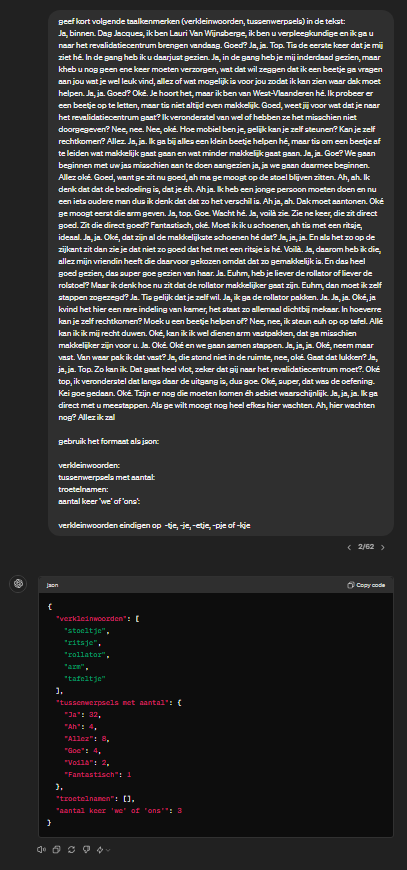 geef kort volgende taalkenmerken (verkleinwoorden, tussenwerpsels) in de tekst:
Ja, binnen. Dag Jacques, ik ben Lauri Van Wijnsberge, ik ben u verpleegkundige en ik ga u
naar het revalidatiecentrum brengen vandaag. Goed? Ja, ja. Top. Tis de eerste keer dat je mij
ziet hé. In de gang heb ik u daarjust gezien. Ja, in de gang heb je mij inderdaad gezien, maar
kheb u nog geen ene keer moeten verzorgen, wat dat wil zeggen dat ik een beetje ga vragen
aan jou wat je wel leuk vind, allez of wat mogelijk is voor jou zodat ik kan zien waar dak moet
helpen. Ja, ja. Goed? Oké. Je hoort het, maar ik ben van West-Vlaanderen hé. Ik probeer er
een beetje op te letten, maar tis niet altijd even makkelijk. Goed, weet jij voor wat dat je naar
het revalidatiecentrum gaat? Ik veronderstel van wel of hebben ze het misschien niet
doorgegeven? Nee, nee. Nee, oké. Hoe mobiel ben je, gelijk kan je zelf steunen? Kan je zelf
rechtkomen? Allez. Ja, ja. Ik ga bij alles een klein beetje helpen hé, maar tis om een beetje af
te leiden wat makkelijk gaat gaan en wat minder makkelijk gaat gaan. Ja, ja. Goe? We gaan
beginnen met uw jas misschien aan te doen aangezien ja, ja we gaan daarmee beginnen.
Allez oké. Goed, want ge zit nu goed, ah ma ge moogt op de stoel blijven zitten. Ah, ah. Ik
denk dat dat de bedoeling is, dat je éh. Ah ja. Ik heb een jonge persoon moeten doen en nu
een iets oudere man dus ik denk dat dat zo het verschil is. Ah ja, ah. Dak moet aantonen. Oké
ge moogt eerst die arm geven. Ja, top. Goe. Wacht hé. Ja, voilà zie. Zie ne keer, die zit direct
goed. Zit die direct goed? Fantastisch, oké. Moet ik ik u schoenen, ah tis met een ritsje,
ideaal. Ja, ja. Oké, dat zijn al de makkelijkste schoenen hé dat? Ja, ja, ja. En als het zo op de
zijkant zit dan zie je dat niet zo goed dat het met een ritsje is hé. Voilà. Ja, daarom heb ik die,
allez mijn vriendin heeft die daarvoor gekozen omdat dat zo gemakkelijk is. En das heel
goed gezien, das super goe gezien van haar. Ja. Euhm, heb je liever de rollator of liever de
rolstoel? Maar ik denk hoe nu zit dat de rollator makkelijker gaat zijn. Euhm, dan moet ik zelf
stappen zogezegd? Ja. Tis gelijk dat je zelf wil. Ja, ik ga de rollator pakken. Ja. Ja, ja. Oké, ja
kvind het hier een rare indeling van kamer, het staat zo allemaal dichtbij mekaar. In hoeverre
kan je zelf rechtkomen? Moek u een beetje helpen of? Nee, nee, ik steun euh op op tafel. Allé
kan ik ik mij recht duwen. Oké, kan ik ik wel dienen arm vastpakken, dat ga misschien
makkelijker zijn voor u. Ja. Oké. Oké en we gaan samen stappen. Ja, ja, ja. Oké, neem maar
vast. Van waar pak ik dat vast? Ja, die stond niet in de ruimte, nee, oké. Gaat dat lukken? Ja,
ja, ja. Top. Zo kan ik. Dat gaat heel vlot, zeker dat gij naar het revalidatiecentrum moet?. Oké
top, ik veronderstel dat langs daar de uitgang is, dus goe. Oké, super, dat was de oefening.
Kei goe gedaan. Oké. Tzijn er nog die moeten komen éh sebiet waarschijnlijk. Ja, ja, ja. Ik ga
direct met u meestappen. Als ge wilt moogt nog heel efkes hier wachten. Ah, hier wachten
nog? Allez ik zal
gebruik het formaat als json:
verkleinwoorden:
tussenwerpsels met aantal:
troetelnamen:
aantal keer 'we' of 'ons':
verkleinwoorden eindigen op -tje, -je, -etje, -pje of -kje
2/62
json
Copy code
{
"verkleinwoorden": [
"stoeltje",
"ritsje",
"rollator",
"arm",
"tafeltje"
],
"tussenwerpsels met aantal": {
"Ja": 32,
"Ah": 4,
"Allez": 8,
"Goe": 4,
"Voilà": 2,
"Fantastisch": 1
},
"troetelnamen": [],
"aantal keer 'we' of 'ons'": 3
}